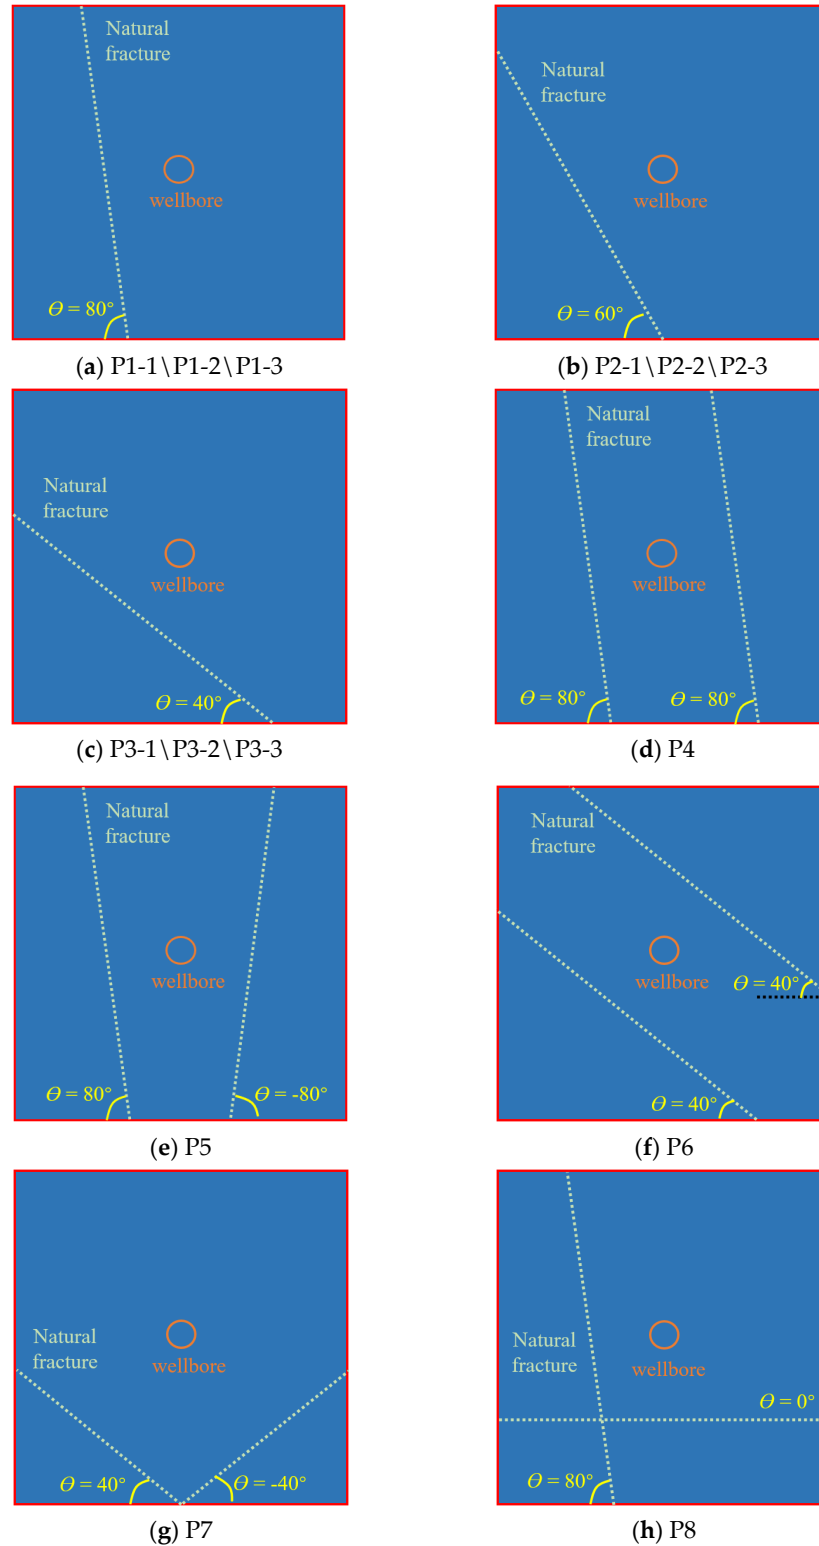 Natural
fracture
wellbore
Θ = 80°
(a) P1-1\P1-2\P1-3
Natural
fracture
wellbore
Θ = 60°
(b) P2-1\P2-2\P2-3
Natural
fracture
wellbore
Θ = 40°
(c) P3-1\P3-2\P3-3
Natural
fracture
wellbore
Θ = 80°
Θ = 80°
(d) P4
Natural
fracture
wellbore
Θ = 80°
Θ = -80°
(e) P5
Natural
fracture
wellbore
Θ = 40°
Θ = 40°
(f) P6
Natural
fracture
wellbore
Θ = 40°
Θ = -40°
(g) P7
Natural
fracture
wellbore
Θ = 0°
Θ = 80°
(h) P8